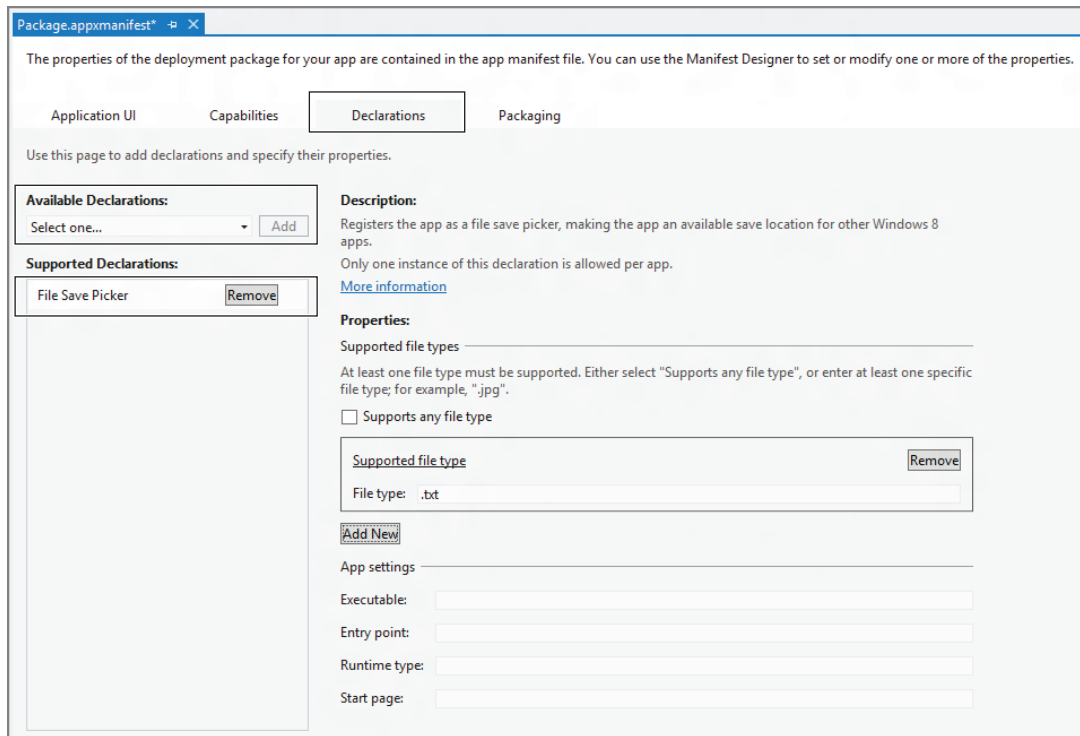 Package.appxmanifest*
The properties of the deployment package for your app are contained in the app manifest file. You can use the Manifest Designer to set or modify one or more of the properties.
Application UI Capabilities Declarations Packaging
Use this page to add declarations and specify their properties.
Available Declarations:
Select one... Add
Supported Declarations:
File Save Picker Remove
Description:
Registers the app as a file save picker, making the app an available save location for other Windows 8
apps.
Only one instance of this declaration is allowed per app.
More information
Properties:
Supported file types
At least one file type must be supported. Either select "Supports any file type", or enter at least one specific
file type; for example, ".jpg".
Supports any file type
Supported file type Remove
File type: .txt
Add New
App settings
Executable:
Entry point:
Runtime type:
Start page: